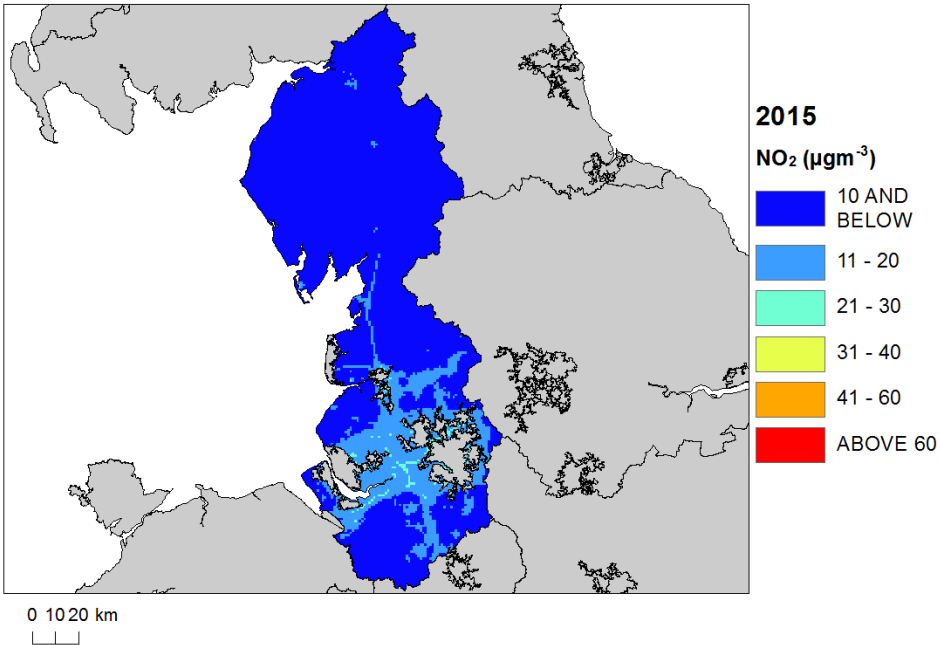 2015
NO₂ (µgm⁻³)
10 AND
BELOW
11 - 20
21 - 30
31 - 40
41 - 60
ABOVE 60
0 10 20 km